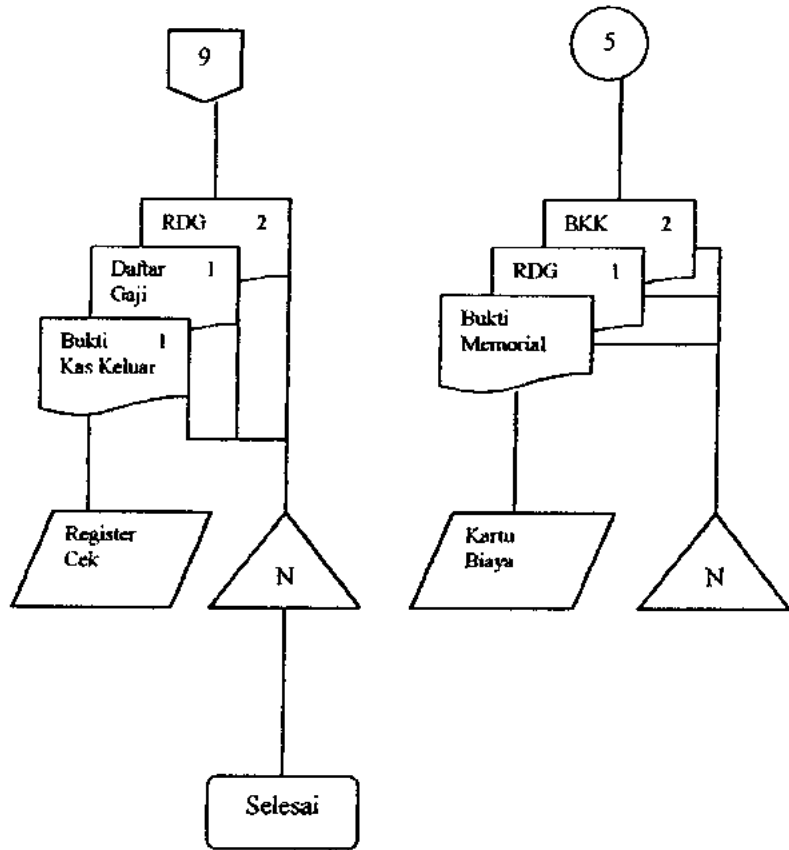 9
RDG 2
Daftar 1
Gaji
Bukti 1
Kas Keluar
Register
Cek
N
Selesai
5
BKK 2
RDG 1
Bukti
Memorial
Kartu
Biaya
N